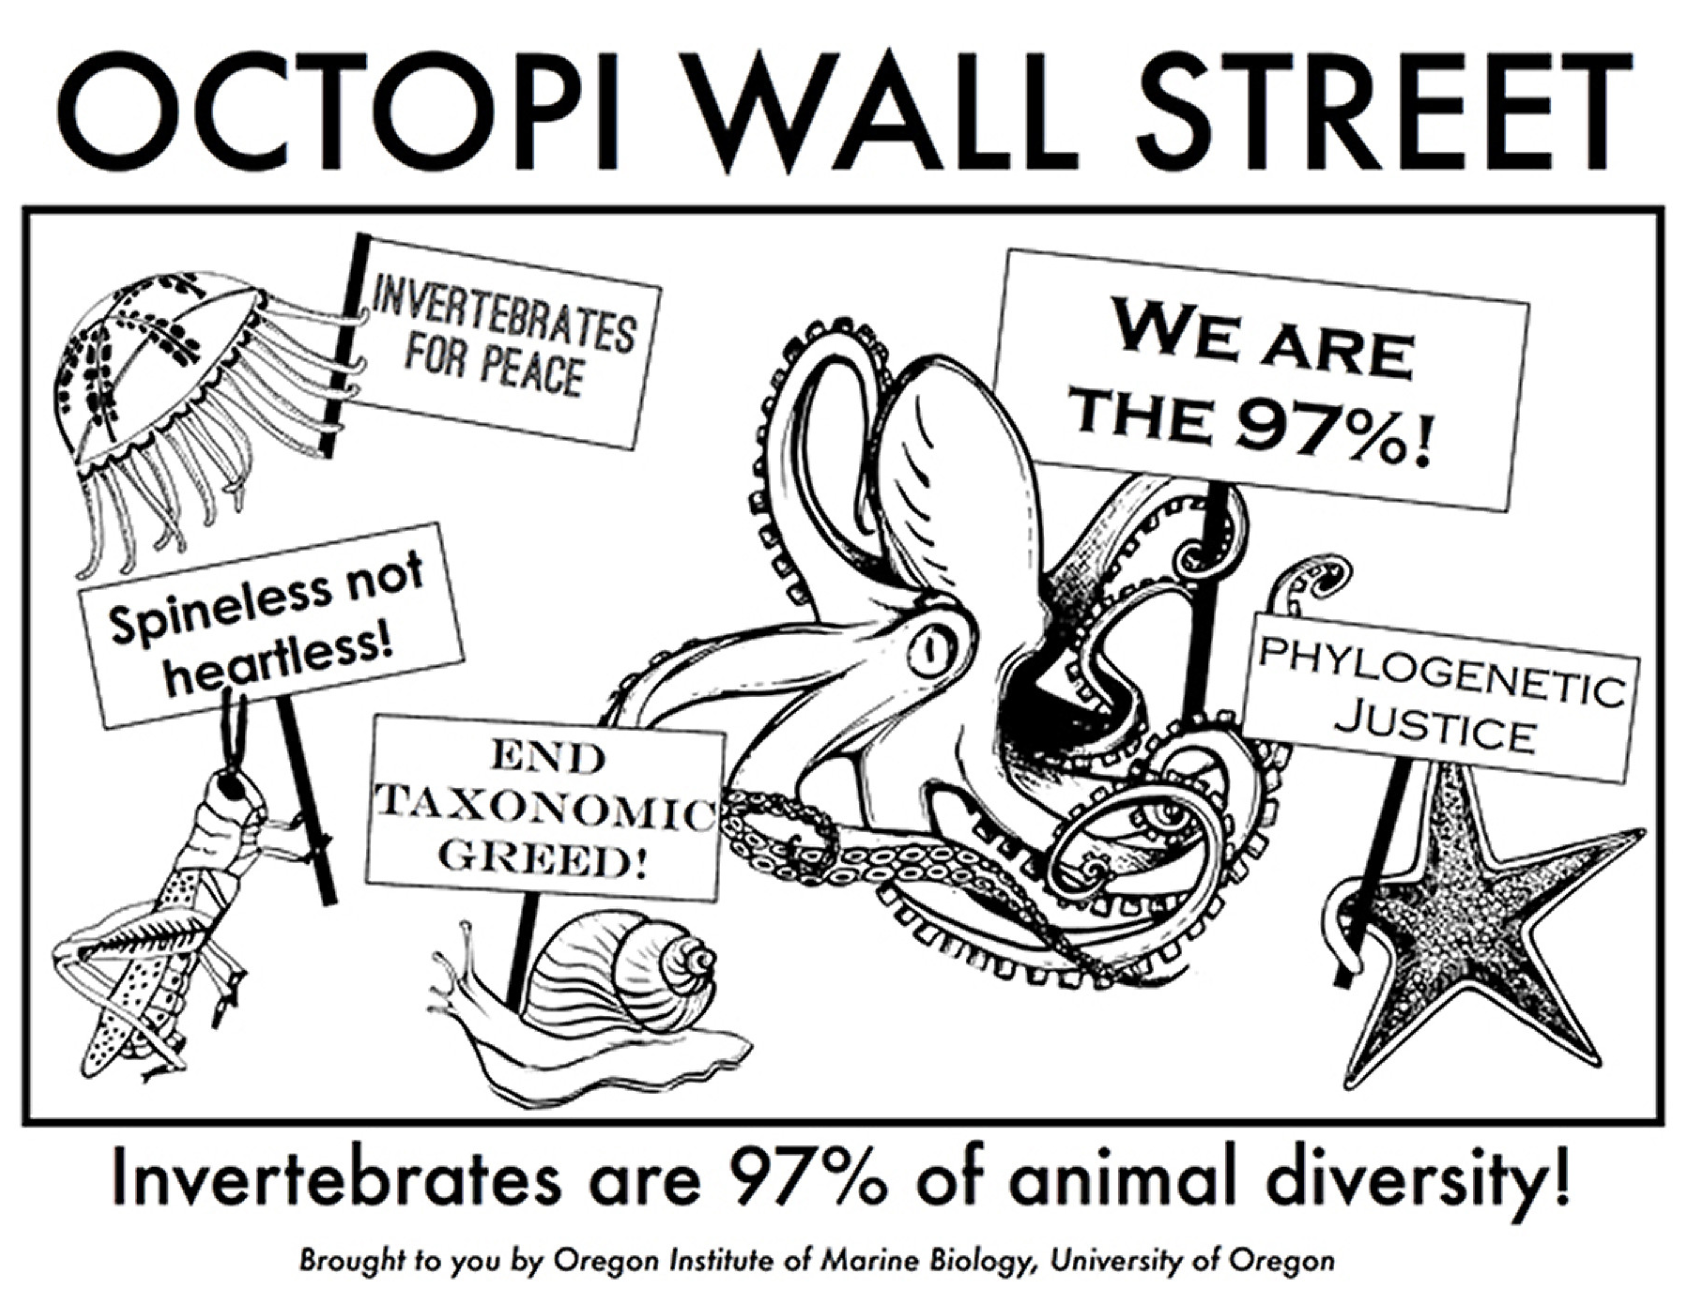 OCTOPI WALL STREET
INVERTEBRATES
FOR PEACE
WE ARE
THE 97%!
Spineless not
heartless!
PHYLOGENETIC
JUSTICE
END
TAXONOMIC
GREED!
Invertebrates are 97% of animal diversity!
Brought to you by Oregon Institute of Marine Biology, University of Oregon